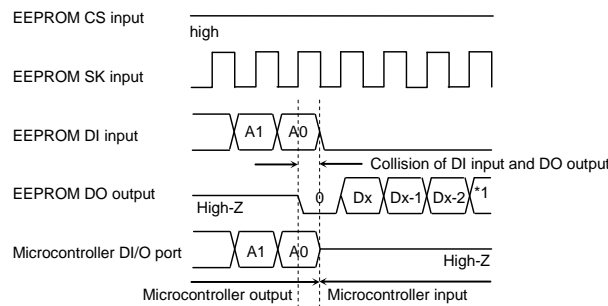 EEPROM CS input
high
EEPROM SK input
EEPROM DI input
A1
A0
Collision of DI input and DO output
EEPROM DO output
High-Z
0
Dx
Dx-1
Dx-2
*1
Microcontroller DI/O port
A1
A0
High-Z
Microcontroller output
Microcontroller input